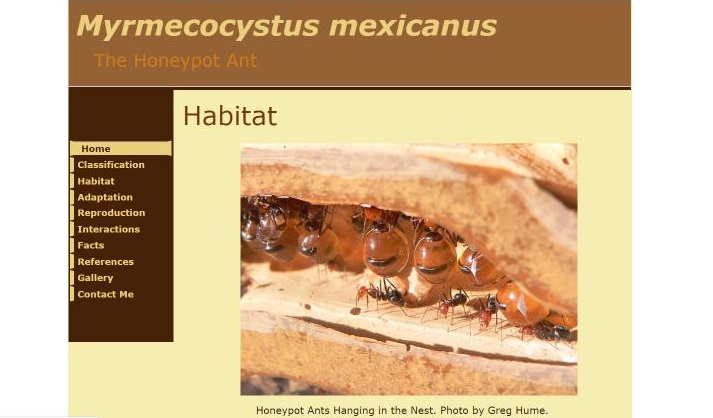 Myrmecocystus mexicanus
The Honeypot Ant
Habitat
Home
Classification
Habitat
Adaptation
Reproduction
Interactions
Facts
References
Gallery
Contact Me
Honeypot Ants Hanging in the Nest. Photo by Greg Hume.